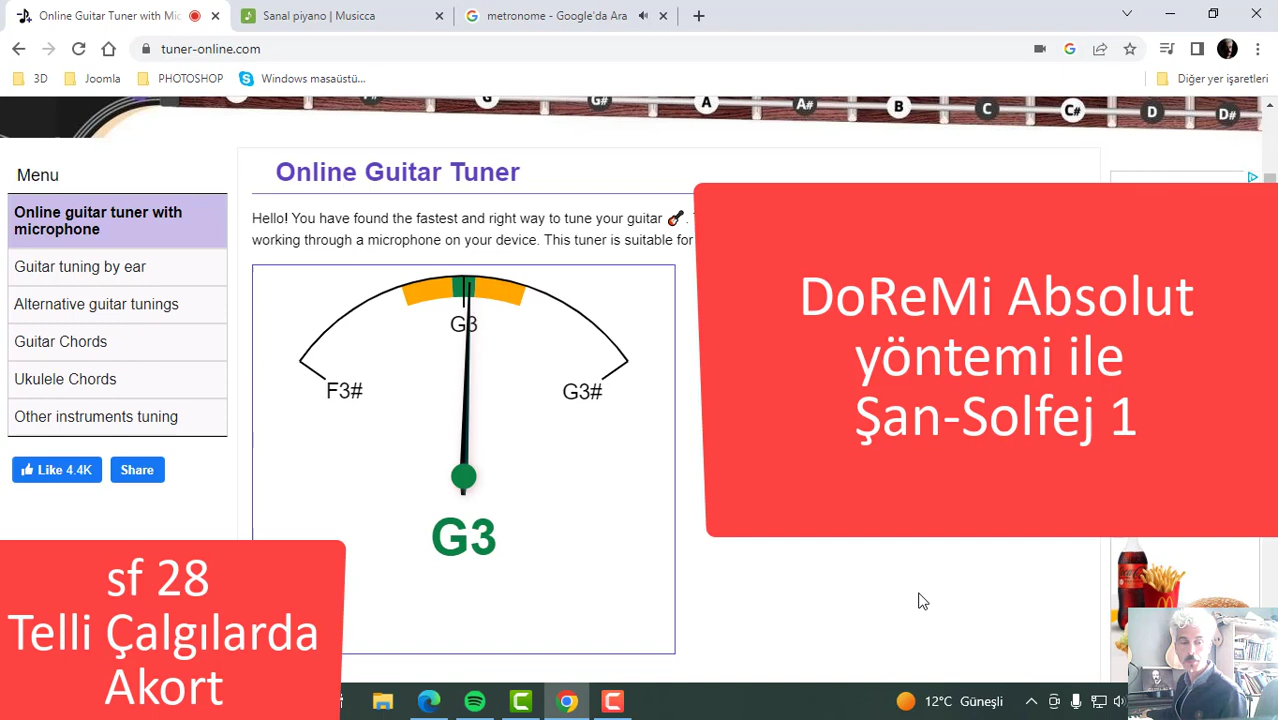 Online Guitar Tuner with Mic
Sanal piyano | Musicca
metronome - Google'da Ara
tuner-online.com
3D
Joomla
PHOTOSHOP
Windows masaüstü...
Diğer yer işaretleri
G
G#
A
A#
B
C
C#
D
D#
Menu
Online guitar tuner with
microphone
Guitar tuning by ear
Alternative guitar tunings
Guitar Chords
Ukulele Chords
Other instruments tuning
Like 4.4K
Share
Online Guitar Tuner
Hello! You have found the fastest and right way to tune your guitar
working through a microphone on your device. This tuner is suitable for
G3
F3#
G3#
G3
DoReMi Absolut
yöntemi ile
Şan-Solfej 1
sf 28
Telli Çalgılarda
Akort
12°C Güneşli